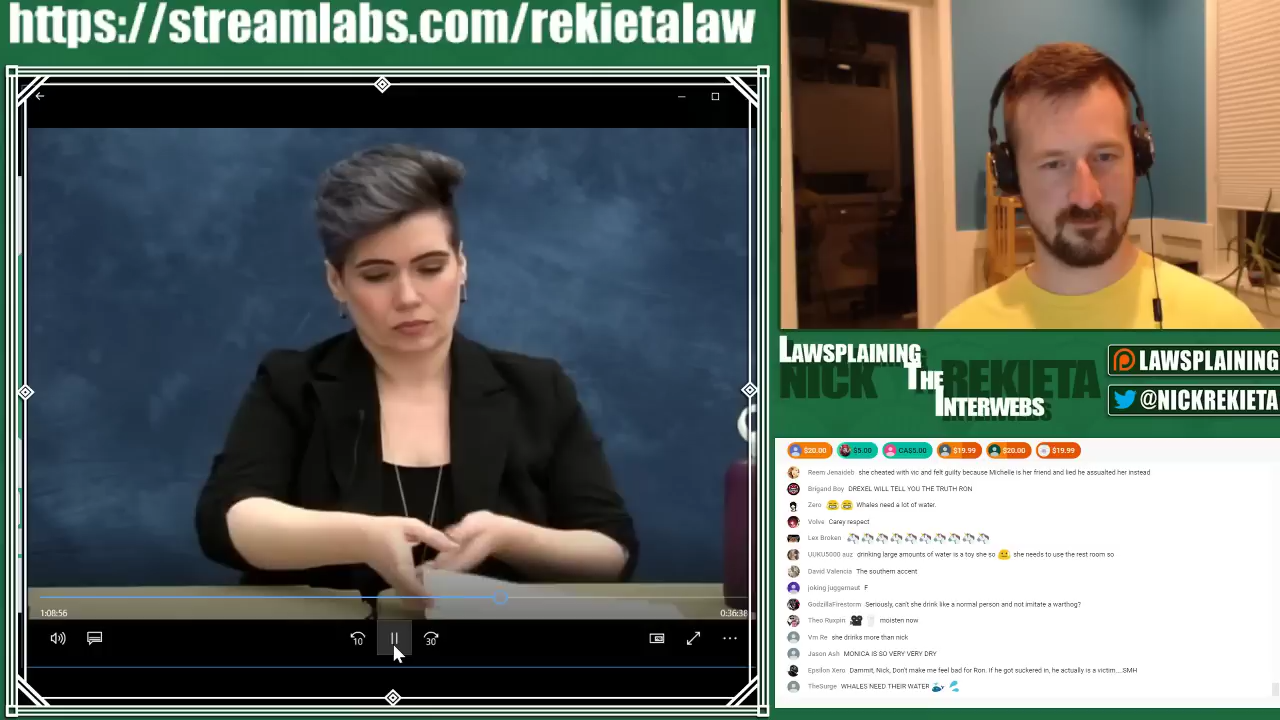 https://streamlabs.com/rekietalaw
1:08:56
0:36:38
10
30
LAWSPLAINING
THE
INTERWEBS
NICK REKIETA
LAWSPLAINING
@NICKREKIETA
$20.00 $5.00 CA$5.00 $19.99 $20.00 $19.99
Reem Jenaideb she cheated with vic and felt guilty because Michelle is her friend and lied he assualted her instead
Brigand Boy DREXEL WILL TELL YOU THE TRUTH RON
Zero 😂😂 Whales need a lot of water.
Volve Carey respect
Lex Broken
UUKU5000 auz drinking large amounts of water is a toy she so she needs to use the rest room so
David Valencia The southern accent
joking juggernaut F
GodzillaFirestorm Seriously, can't she drink like a normal person and not imitate a warthog?
Theo Ruxpin 🎥🥛 moisten now
Vm Re she drinks more than nick
Jason Ash MONICA IS SO VERY VERY DRY
Epsilon Xero Dammit, Nick, Don't make me feel bad for Ron. If he got suckered in, he actually is a victim....SMH
TheSurge WHALES NEED THEIR WATER